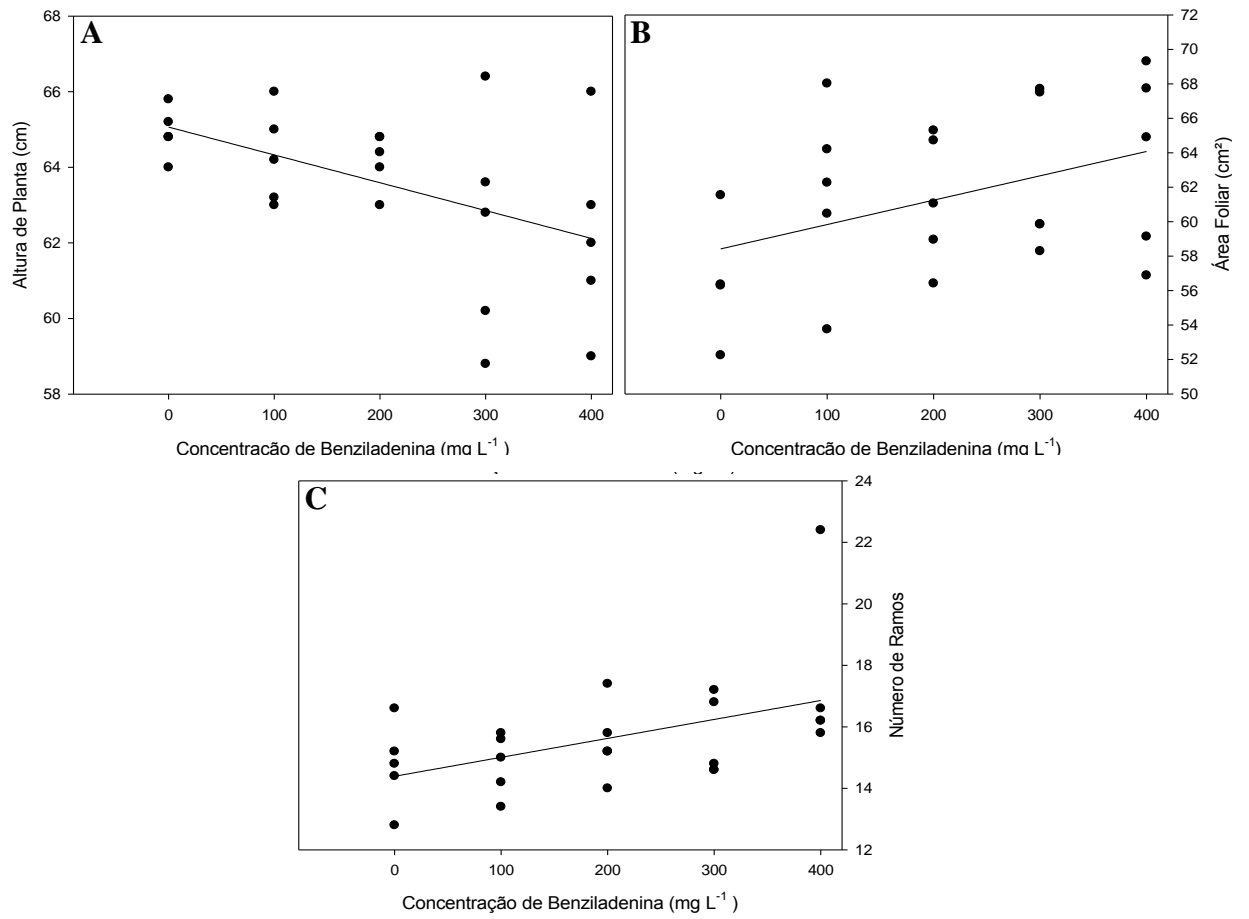 A
Altura de Planta (cm)
68
66
64
62
60
58
0 100 200 300 400
Concentração de Benziladenina (mg L⁻¹ )
B
Área Foliar (cm²)
72
70
68
66
64
62
60
58
56
54
52
50
0 100 200 300 400
Concentração de Benziladenina (mg L⁻¹)
C
Número de Ramos
24
22
20
18
16
14
12
0 100 200 300 400
Concentração de Benziladenina (mg L⁻¹ )